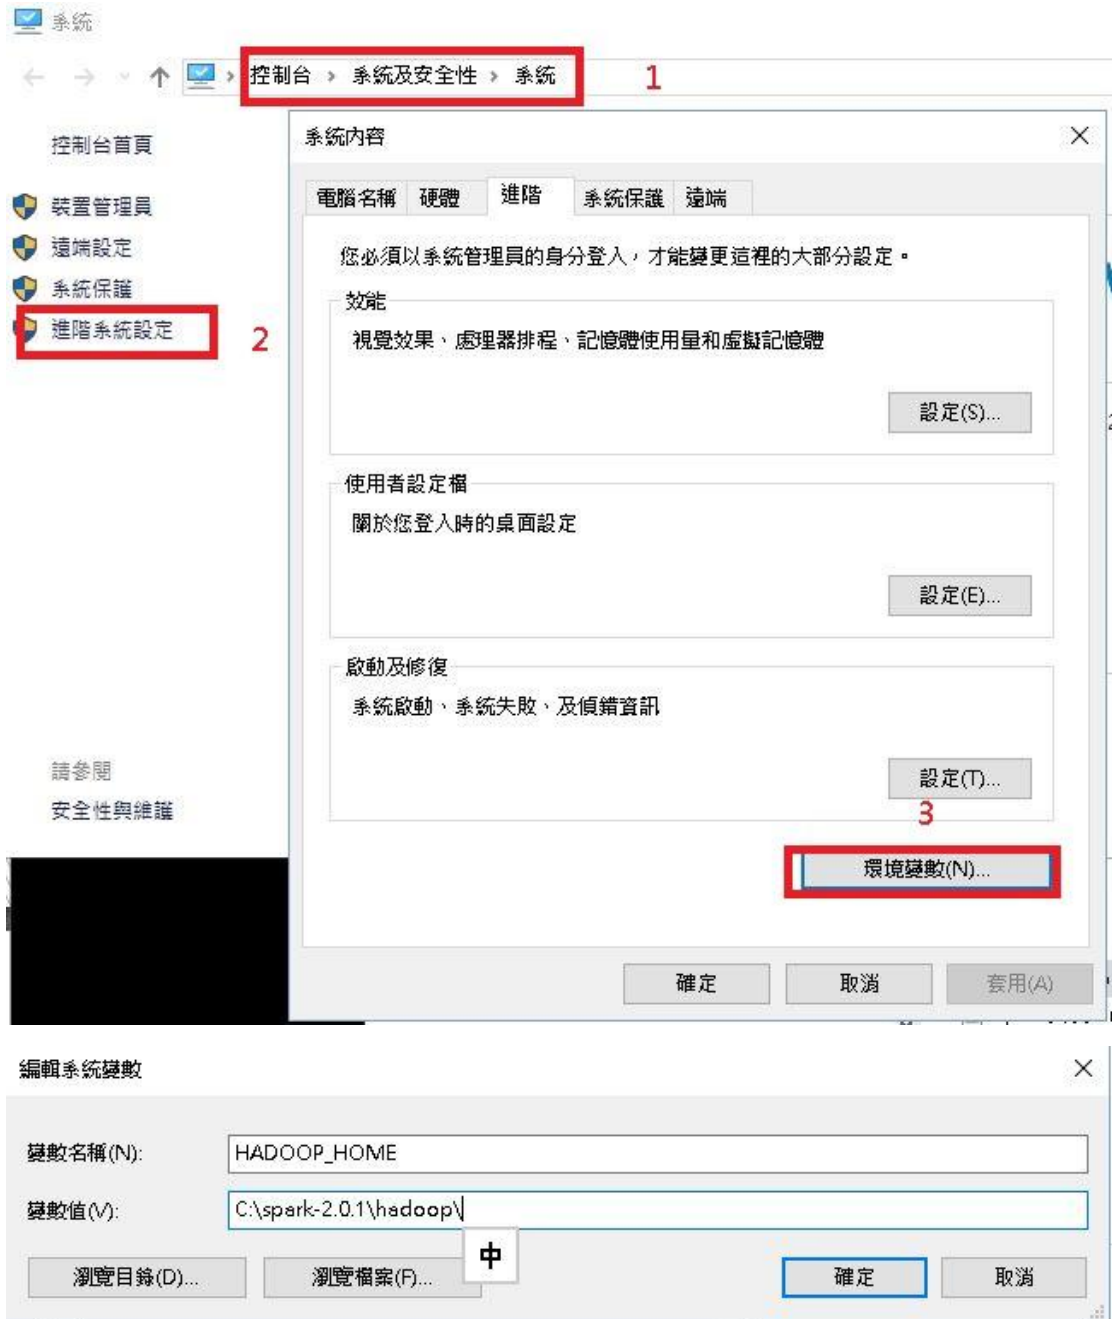 系統
控制台 › 系統及安全性 › 系統 1
控制台首頁
裝置管理員
遠端設定
系統保護
進階系統設定 2
系統內容
電腦名稱 硬體 進階 系統保護 遠端
您必須以系統管理員的身分登入，才能變更這裡的大部分設定。
效能
視覺效果、處理器排程、記憶體使用量和虛擬記憶體
設定(S)...
使用者設定檔
關於您登入時的桌面設定
設定(E)...
啟動及修復
系統啟動、系統失敗、及偵錯資訊
設定(T)...
3
環境變數(N)...
確定 取消 套用(A)
請參閱
安全性與維護
編輯系統變數
變數名稱(N): HADOOP_HOME
變數值(V): C:\spark-2.0.1\hadoop\
中
瀏覽目錄(D)... 瀏覽檔案(F)... 確定 取消